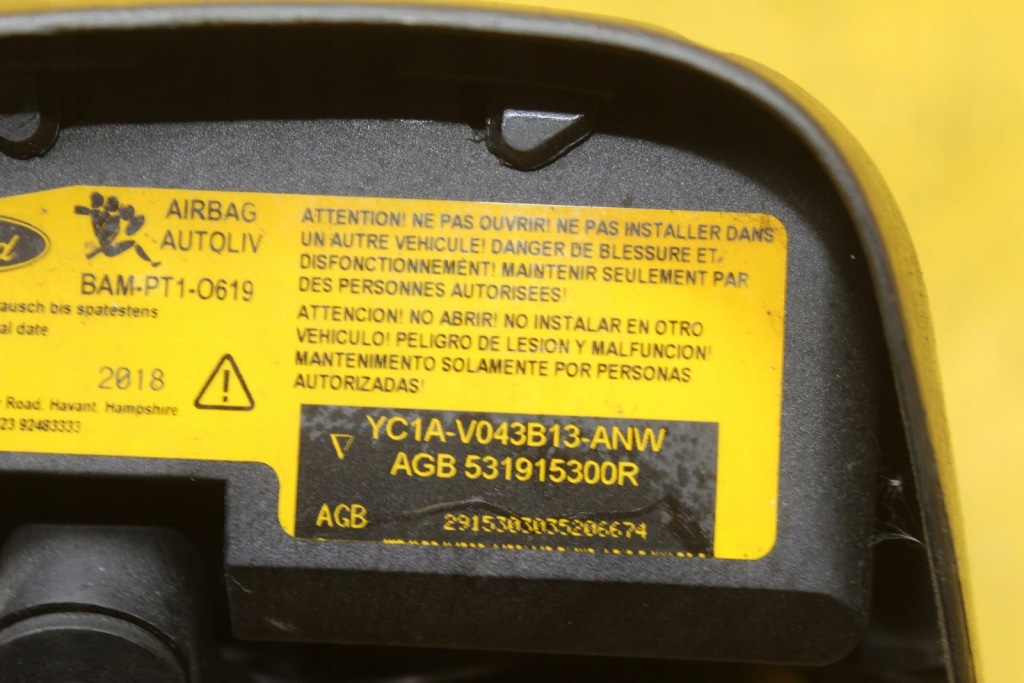 AIRBAG
AUTOLIV
BAM-PT1-O619
ausch bis spatestens
al date
2018
Road, Havant. Hampshire
23 92483333
ATTENTION! NE PAS OUVRIR! NE PAS INSTALLER DANS
UN AUTRE VEHICULE! DANGER DE BLESSURE ET
DISFONCTIONNEMENT! MAINTENIR SEULEMENT PAR
DES PERSONNES AUTORISEES!
ATTENCION! NO ABRIR! NO INSTALAR EN OTRO
VEHICULO! PELIGRO DE LESION Y MALFUNCION!
MANTENIMENTO SOLAMENTE POR PERSONAS
AUTORIZADAS!
YC1A-V043B13-ANW
AGB 531915300R
AGB 2915303035206674